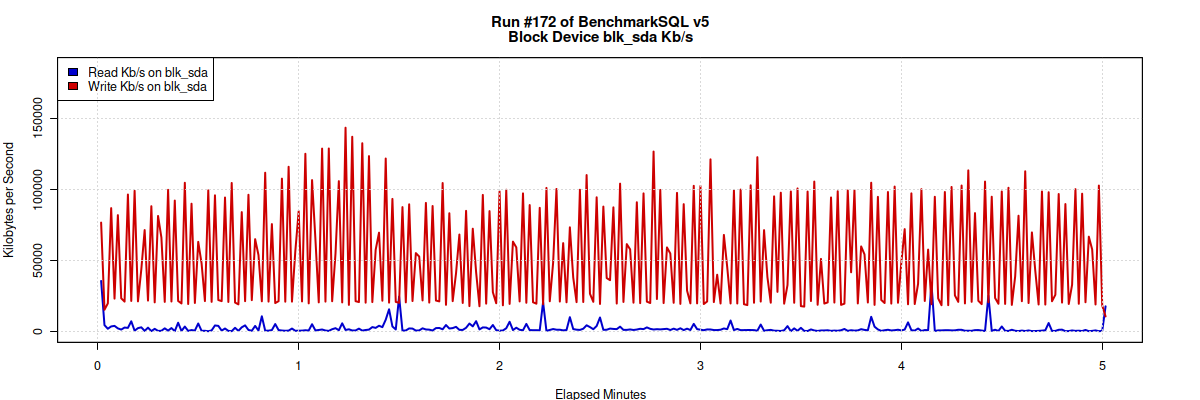 Run #172 of BenchmarkSQL v5
Block Device blk_sda Kb/s
Read Kb/s on blk_sda
Write Kb/s on blk_sda
Kilobytes per Second
150000
100000
50000
0
0 1 2 3 4 5
Elapsed Minutes